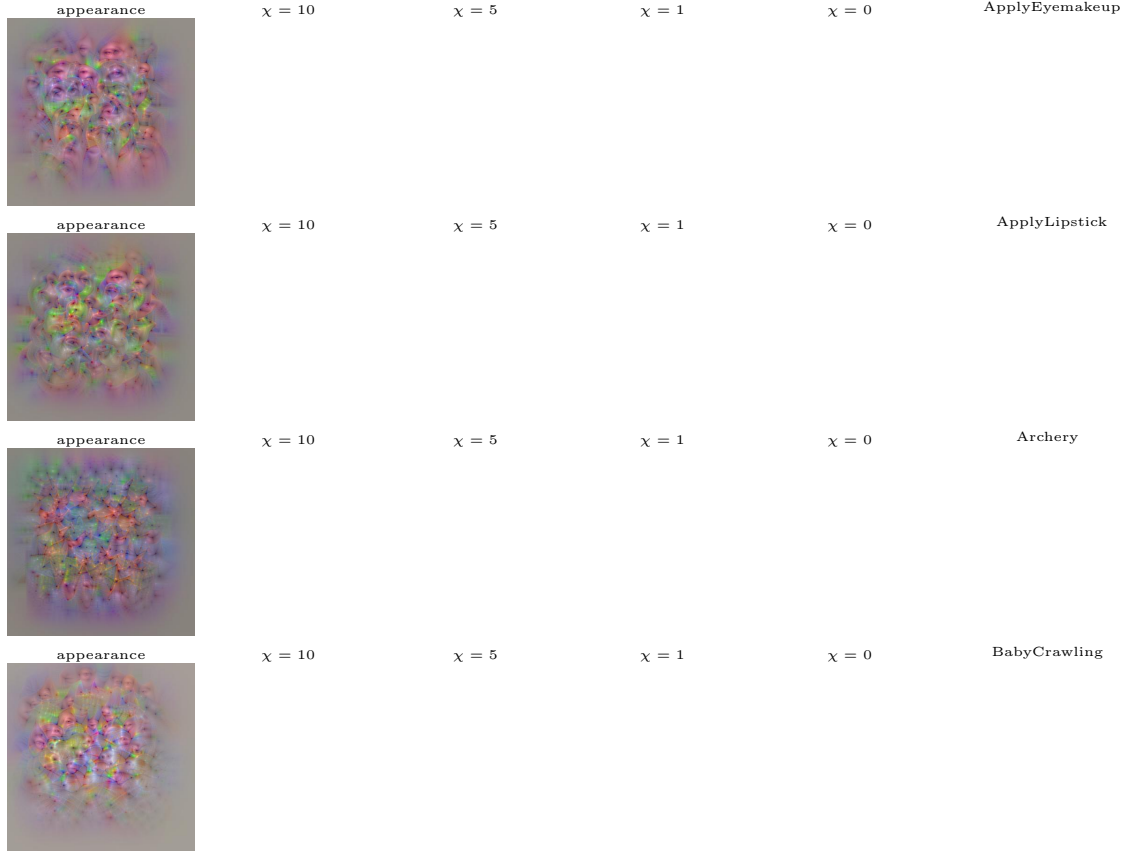 appearance χ = 10 χ = 5 χ = 1 χ = 0 ApplyEyemakeup
appearance χ = 10 χ = 5 χ = 1 χ = 0 ApplyLipstick
appearance χ = 10 χ = 5 χ = 1 χ = 0 Archery
appearance χ = 10 χ = 5 χ = 1 χ = 0 BabyCrawling